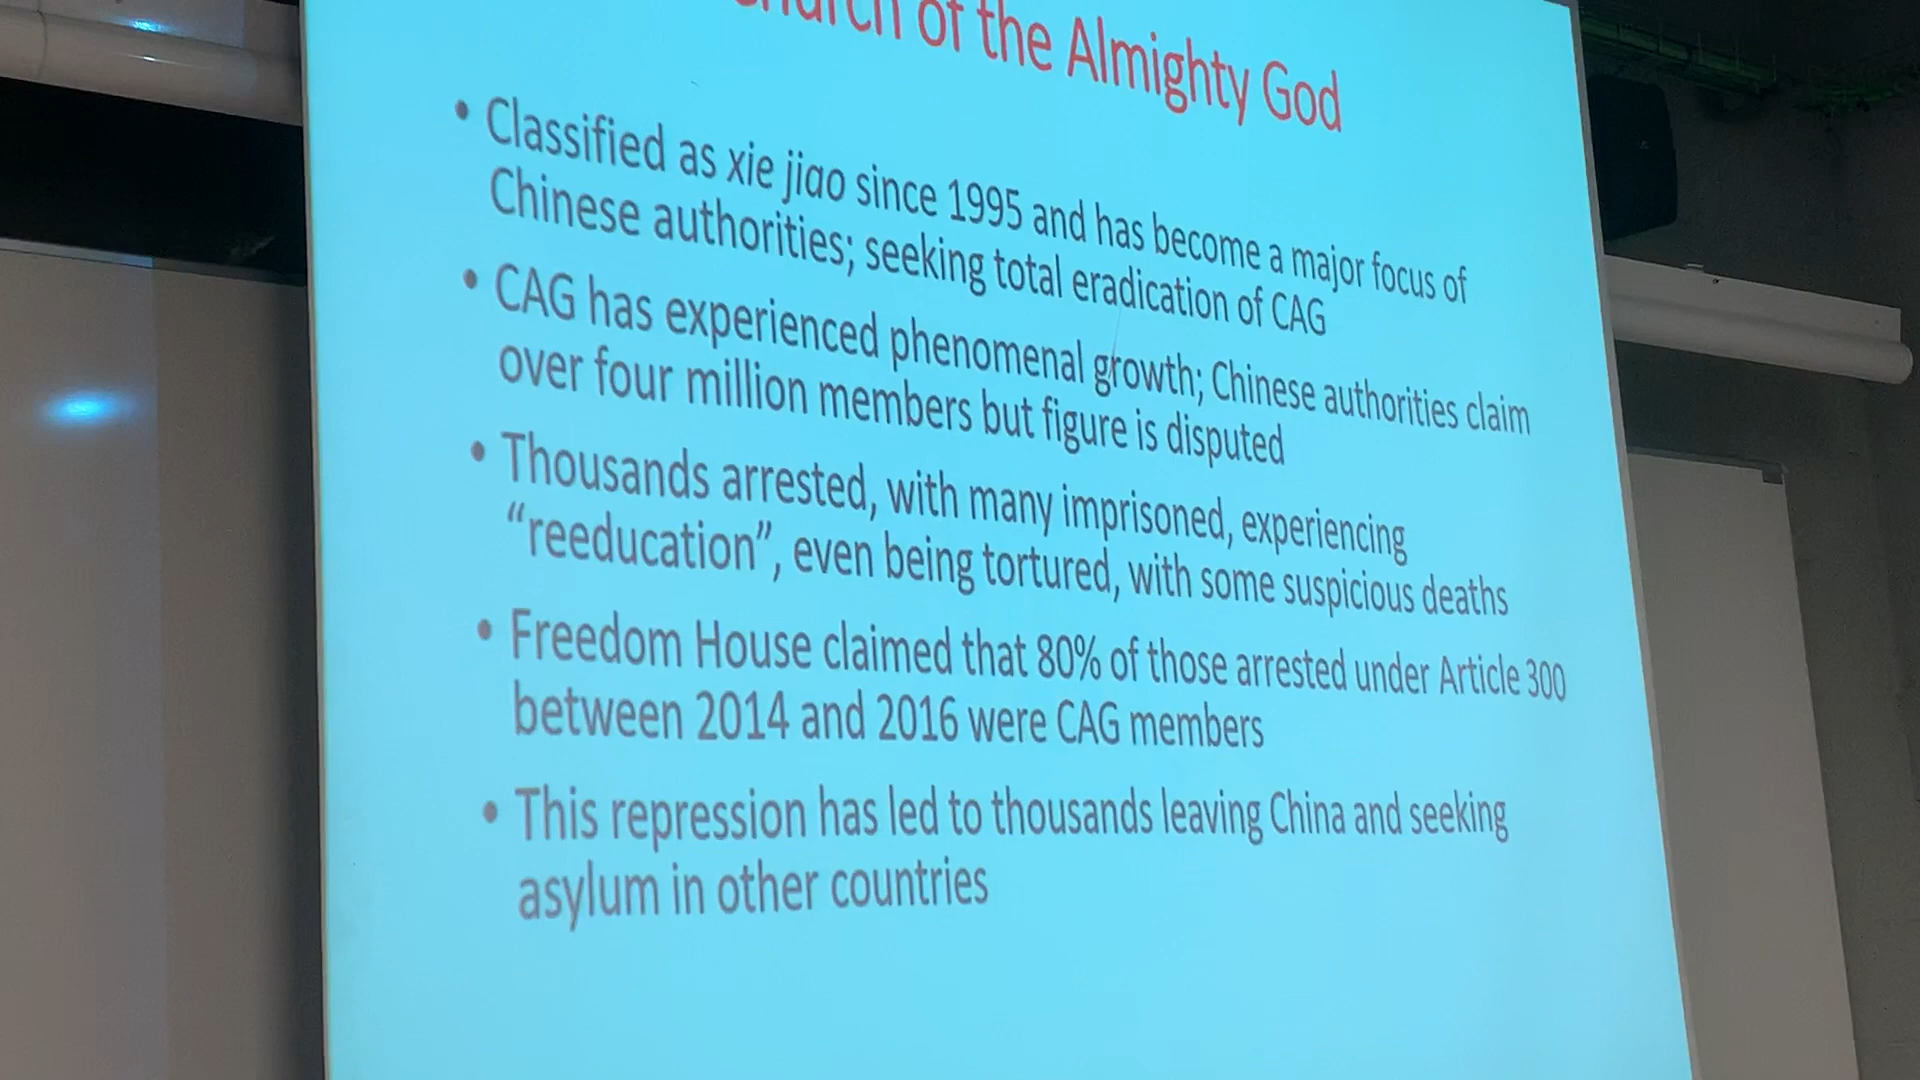 Church of the Almighty God
• Classified as xie jiao since 1995 and has become a major focus of
Chinese authorities; seeking total eradication of CAG
• CAG has experienced phenomenal growth; Chinese authorities claim
over four million members but figure is disputed
• Thousands arrested, with many imprisoned, experiencing
“reeducation”, even being tortured, with some suspicious deaths
• Freedom House claimed that 80% of those arrested under Article 300
between 2014 and 2016 were CAG members
• This repression has led to thousands leaving China and seeking
asylum in other countries